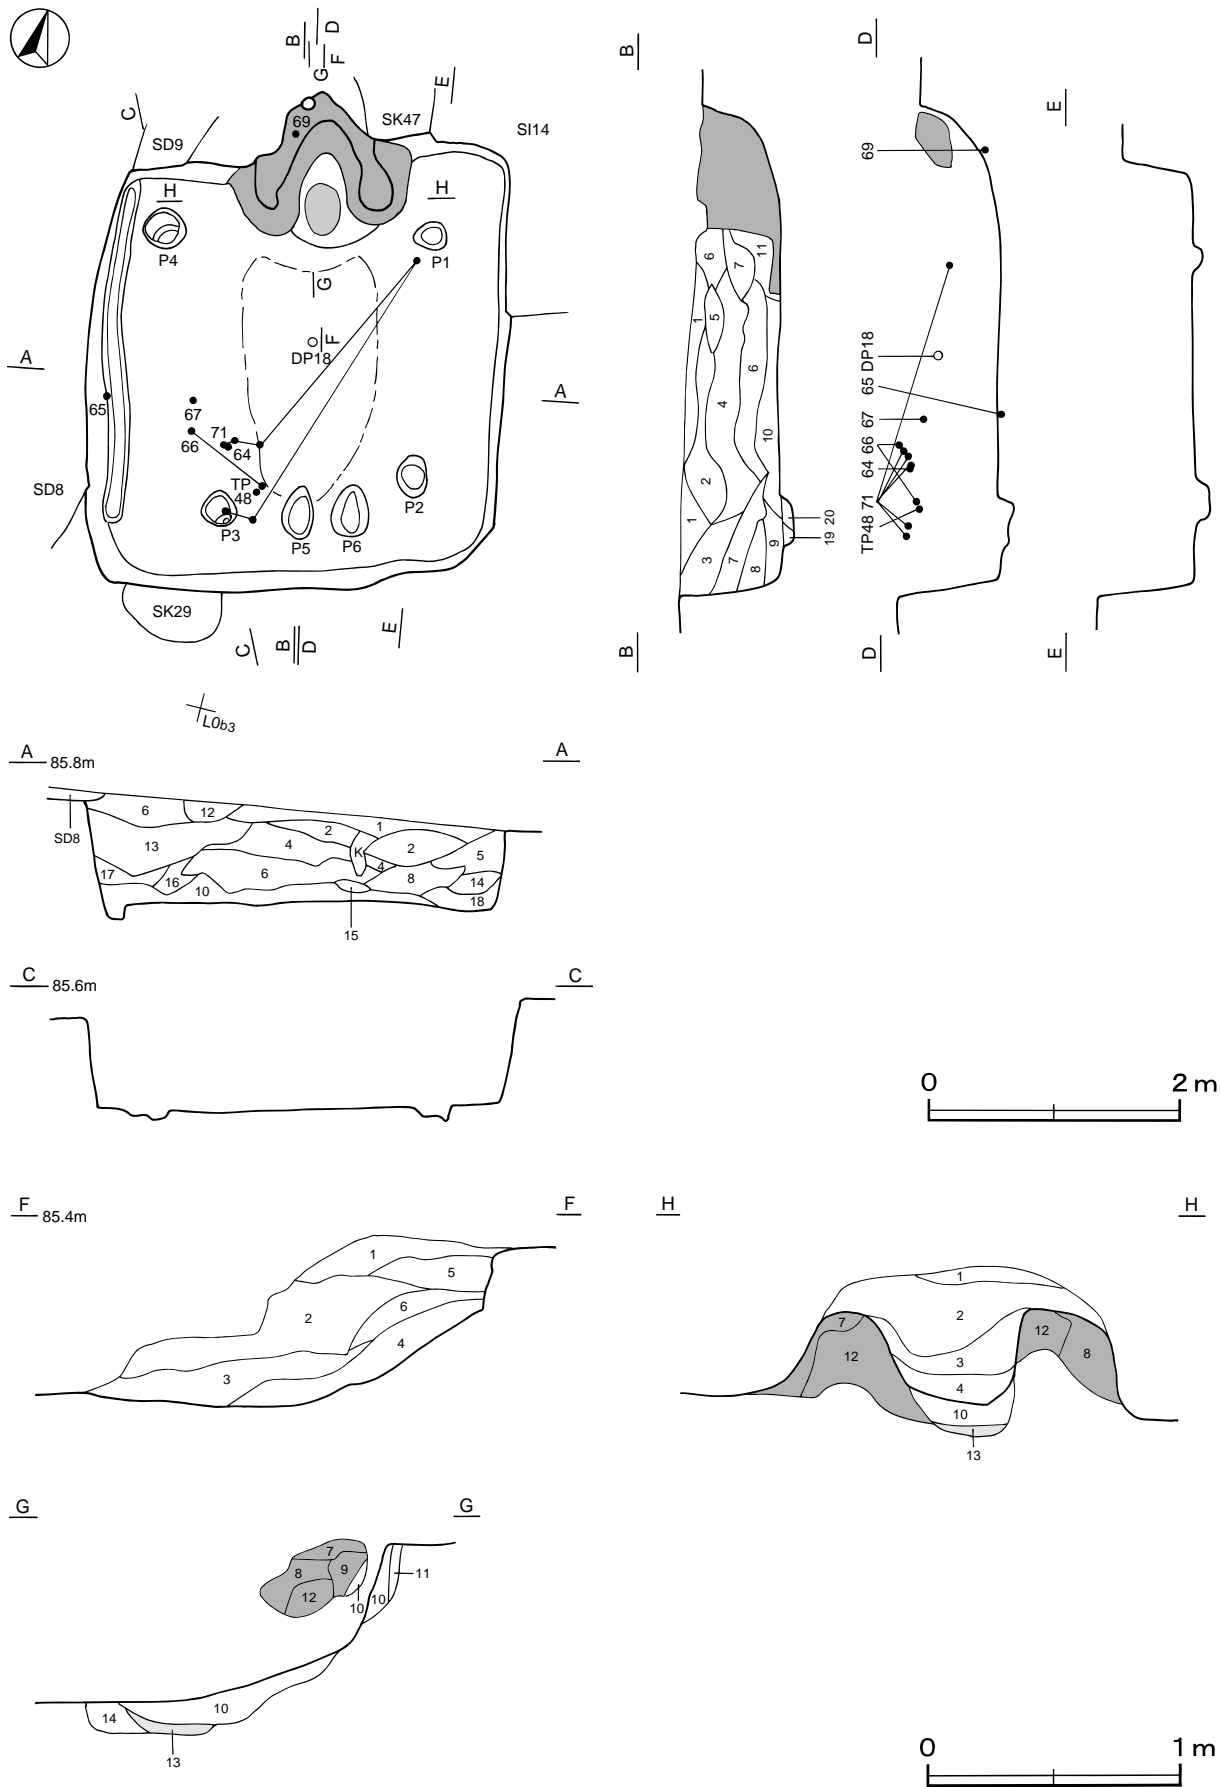 B
D
G
F
E
C
SD9
69
SK47
SI14
H
H
P4
P1
G
F
DP18
A
A
65
67
71
66
64
TP
48
P2
P3
P5
P6
SD8
SK29
C
B
D
E
L0b3
B
6
7
11
1
5
6
4
10
2
1
3
7
8
9
19 20
B
D
69
DP18
65
67
66
64
71
TP48
D
E
E
A 85.8m A
SD8
6
12
1
2
2
4
13
K
4
5
17
16
6
8
14
10
18
15
C 85.6m C
0 2 m
F 85.4m F
1
5
2
6
4
3
H H
1
2
7
12
12
8
3
4
10
13
G G
7
8
9
12
10
10
11
10
14
13
0 1 m